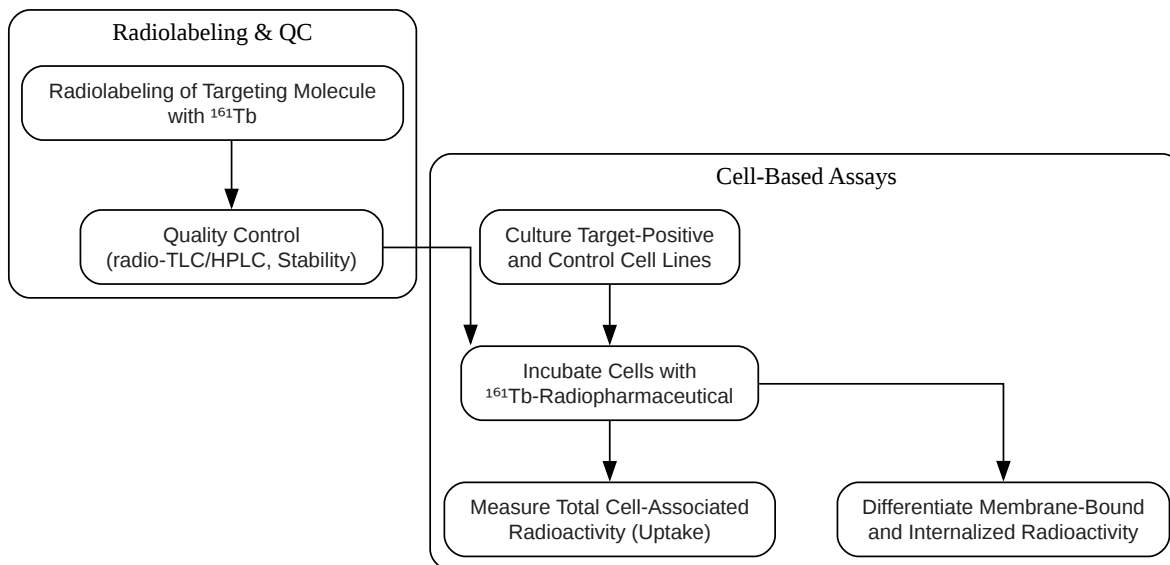 Radiolabeling & QC
Radiolabeling of Targeting Molecule
with ¹⁶¹Tb
Quality Control
(radio-TLC/HPLC, Stability)
Cell-Based Assays
Culture Target-Positive
and Control Cell Lines
Incubate Cells with
¹⁶¹Tb-Radiopharmaceutical
Measure Total Cell-Associated
Radioactivity (Uptake)
Differentiate Membrane-Bound
and Internalized Radioactivity